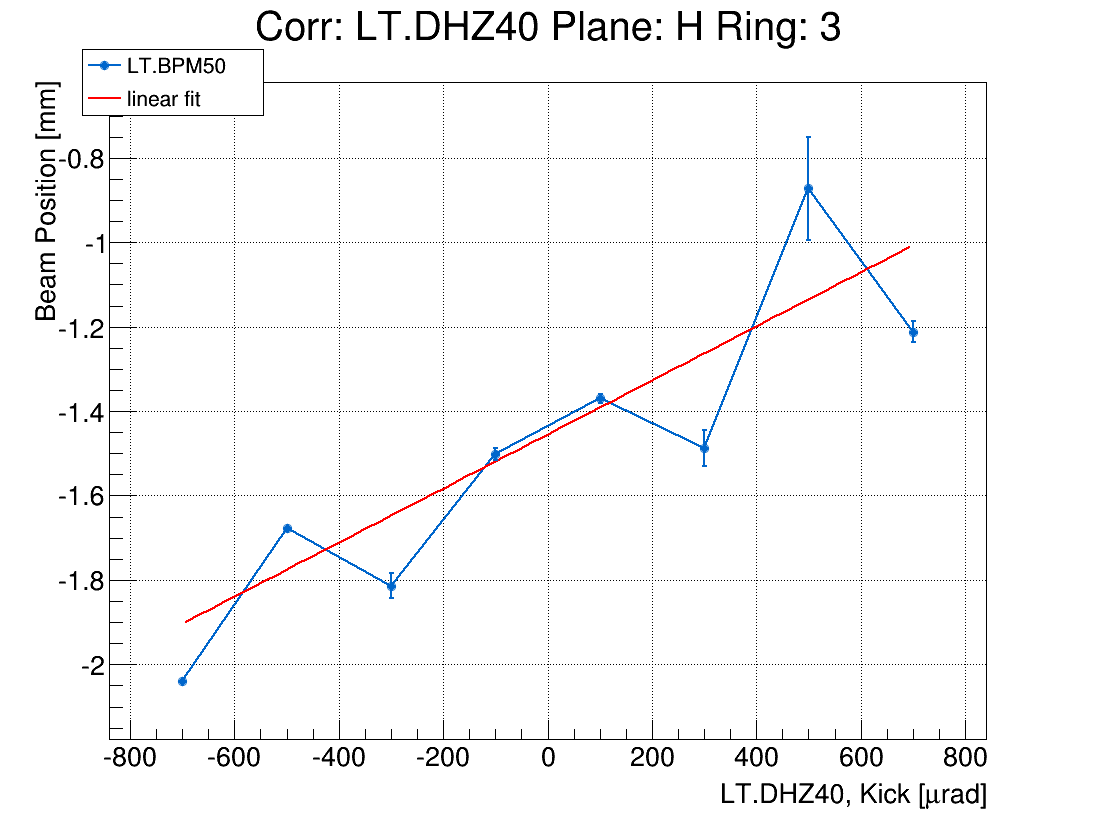 Corr: LT.DHZ40 Plane: H Ring: 3
LT.BPM50
linear fit
Beam Position [mm]
-0.8
-1
-1.2
-1.4
-1.6
-1.8
-2
-800 -600 -400 -200 0 200 400 600 800
LT.DHZ40, Kick [μrad]